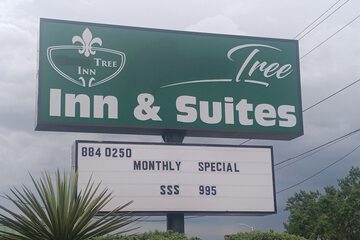 TREE
INN
Tree
Inn & Suites
884 0250
MONTHLY SPECIAL
SSS 995